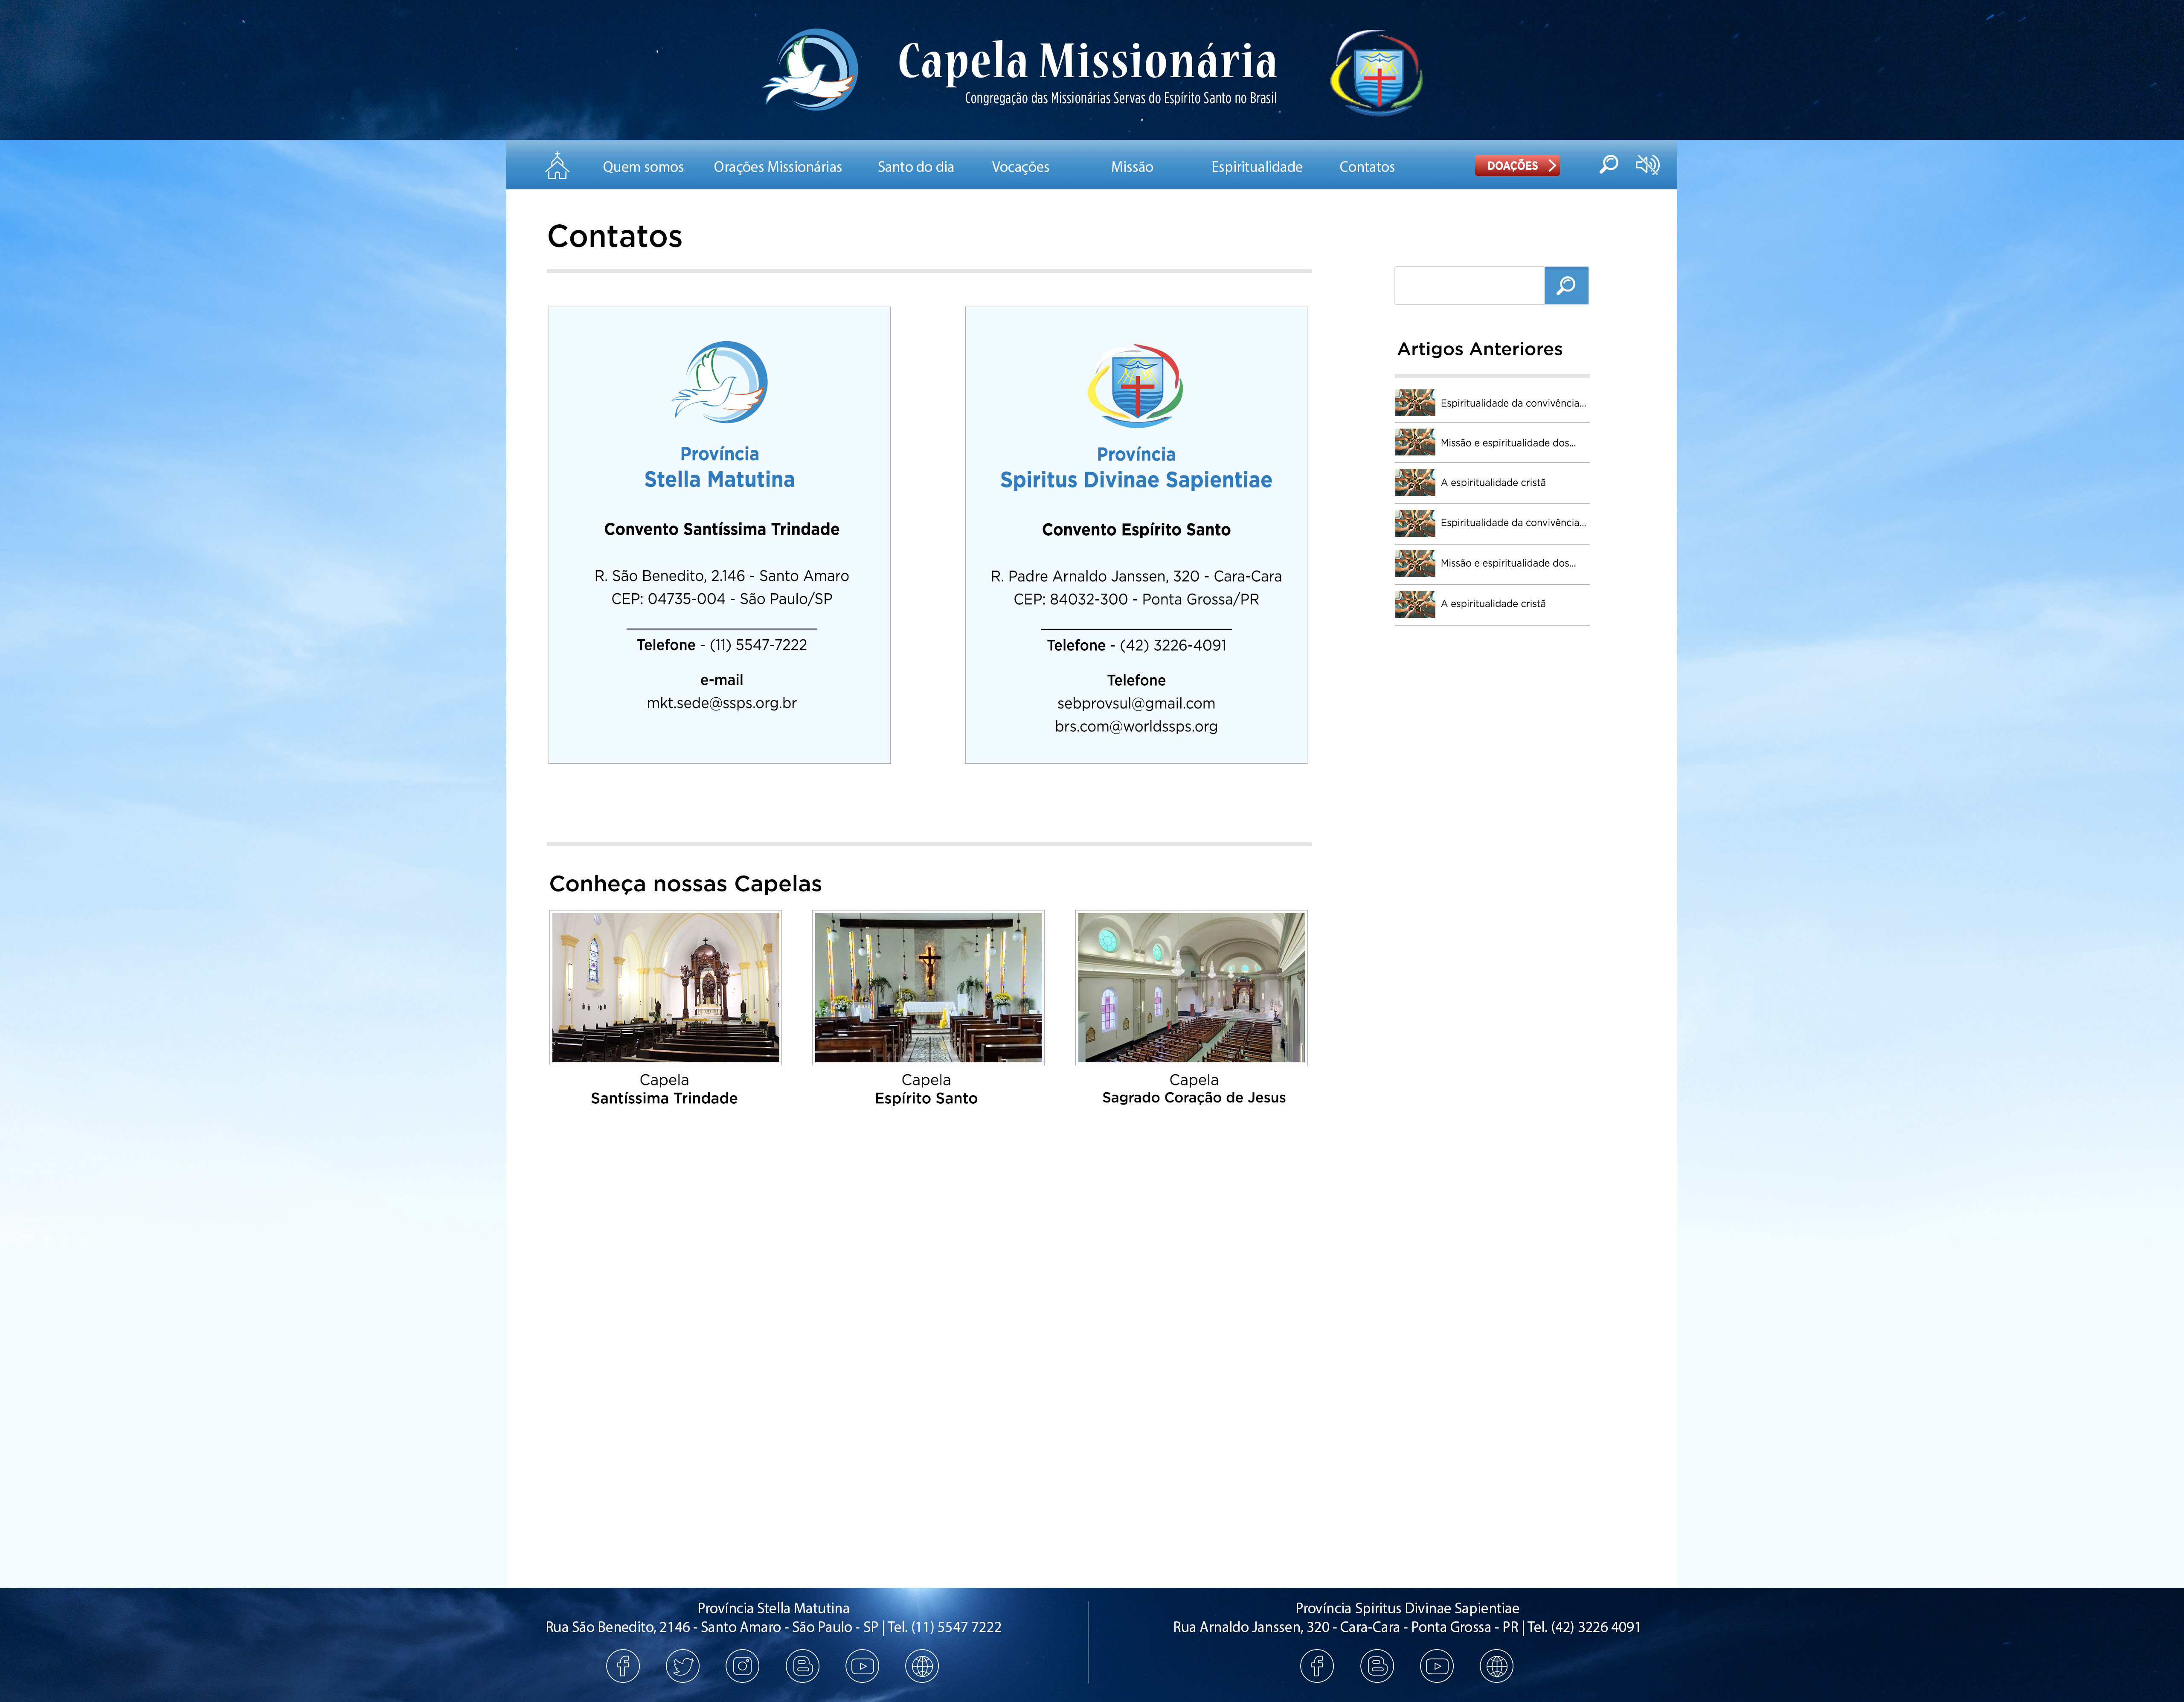 Capela Missionária
Congregação das Missionárias Servas do Espírito Santo no Brasil
Quem somos
Orações Missionárias
Santo do dia
Vocações
Missão
Espiritualidade
Contatos
DOAÇÕES
Contatos
Província
Stella Matutina
Convento Santíssima Trindade
R. São Benedito, 2.146 - Santo Amaro
CEP: 04735-004 - São Paulo/SP
Telefone - (11) 5547-7222
e-mail
mkt.sede@ssps.org.br
Província
Spiritus Divinae Sapientiae
Convento Espírito Santo
R. Padre Arnaldo Janssen, 320 - Cara-Cara
CEP: 84032-300 - Ponta Grossa/PR
Telefone - (42) 3226-4091
Telefone
sebprovsul@gmail.com
brs.com@worldssps.org
Artigos Anteriores
Espiritualidade da convivência...
Missão e espiritualidade dos...
A espiritualidade cristã
Espiritualidade da convivência...
Missão e espiritualidade dos...
A espiritualidade cristã
Conheça nossas Capelas
Capela
Santíssima Trindade
Capela
Espírito Santo
Capela
Sagrado Coração de Jesus
Província Stella Matutina
Rua São Benedito, 2146 - Santo Amaro - São Paulo - SP | Tel. (11) 5547 7222
Província Spiritus Divinae Sapientiae
Rua Arnaldo Janssen, 320 - Cara-Cara - Ponta Grossa - PR | Tel. (42) 3226 4091